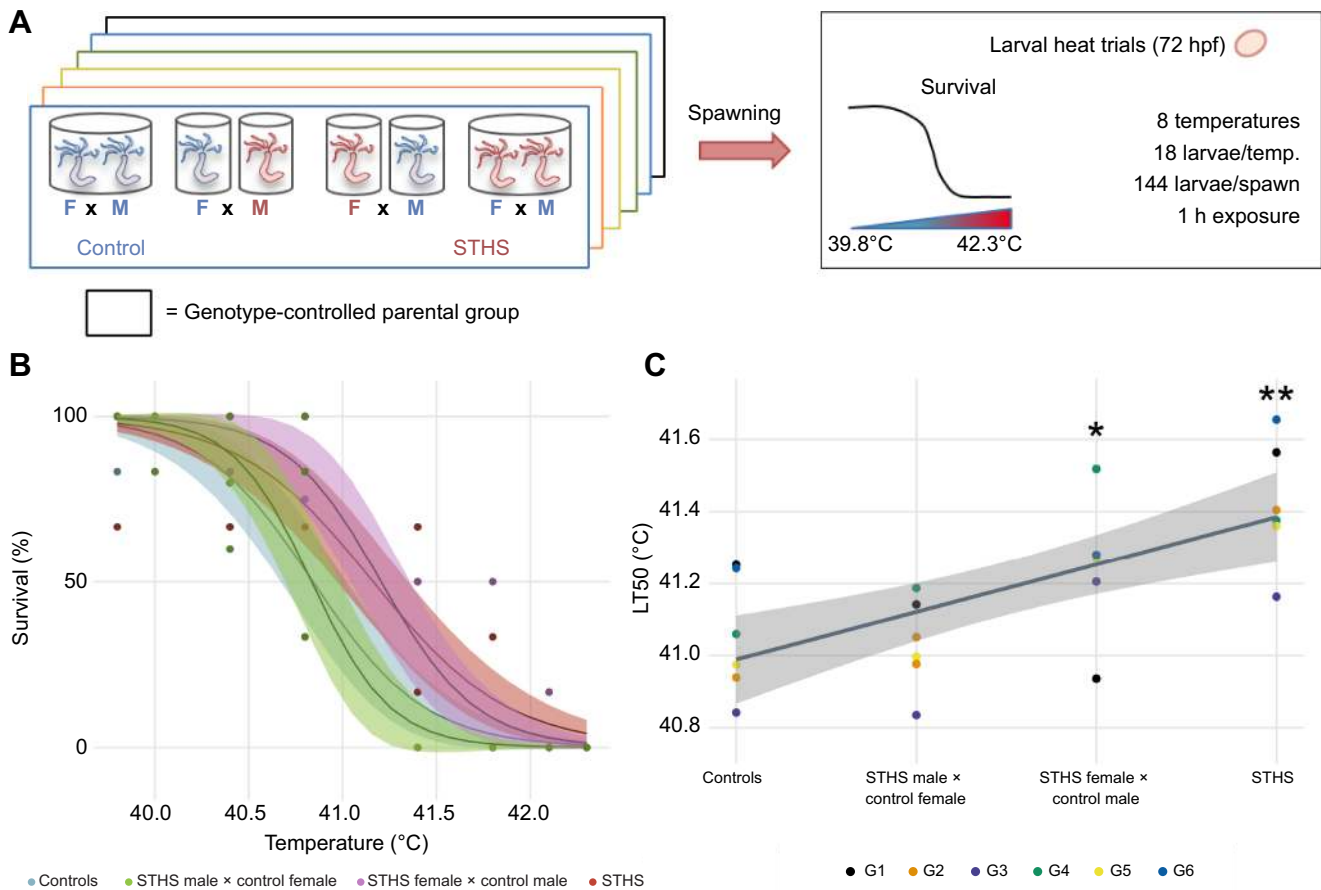 A
F x M
F x M
F x M
F x M
Control
STHS
= Genotype-controlled parental group
Spawning
Larval heat trials (72 hpf)
Survival
8 temperatures
18 larvae/temp.
144 larvae/spawn
1 h exposure
39.8°C
42.3°C
B
Survival (%)
100
50
0
40.0
40.5
41.0
41.5
42.0
Temperature (°C)
Controls
STHS male × control female
STHS female × control male
STHS
C
LT50 (°C)
41.6
41.4
41.2
41.0
40.8
*
**
Controls
STHS male ×
control female
STHS female ×
control male
STHS
G1
G2
G3
G4
G5
G6